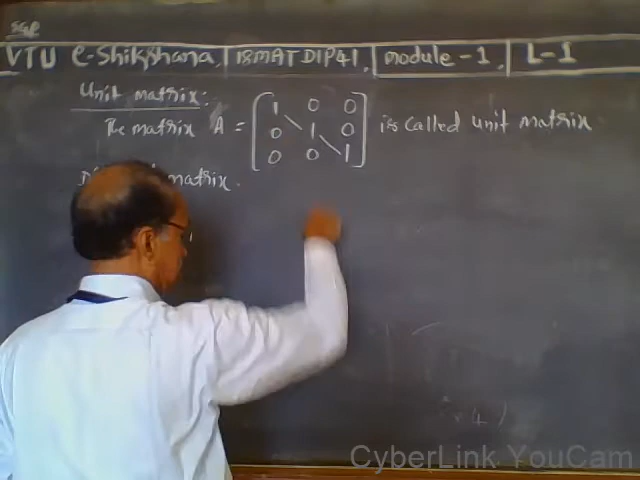 VTU e-Shikshana, 18MATDIP41, module-1, L-1
Unit matrix:
The matrix A = [1 0 0
0 1 0
0 0 1] is called unit matrix
matrix.
CyberLink YouCam